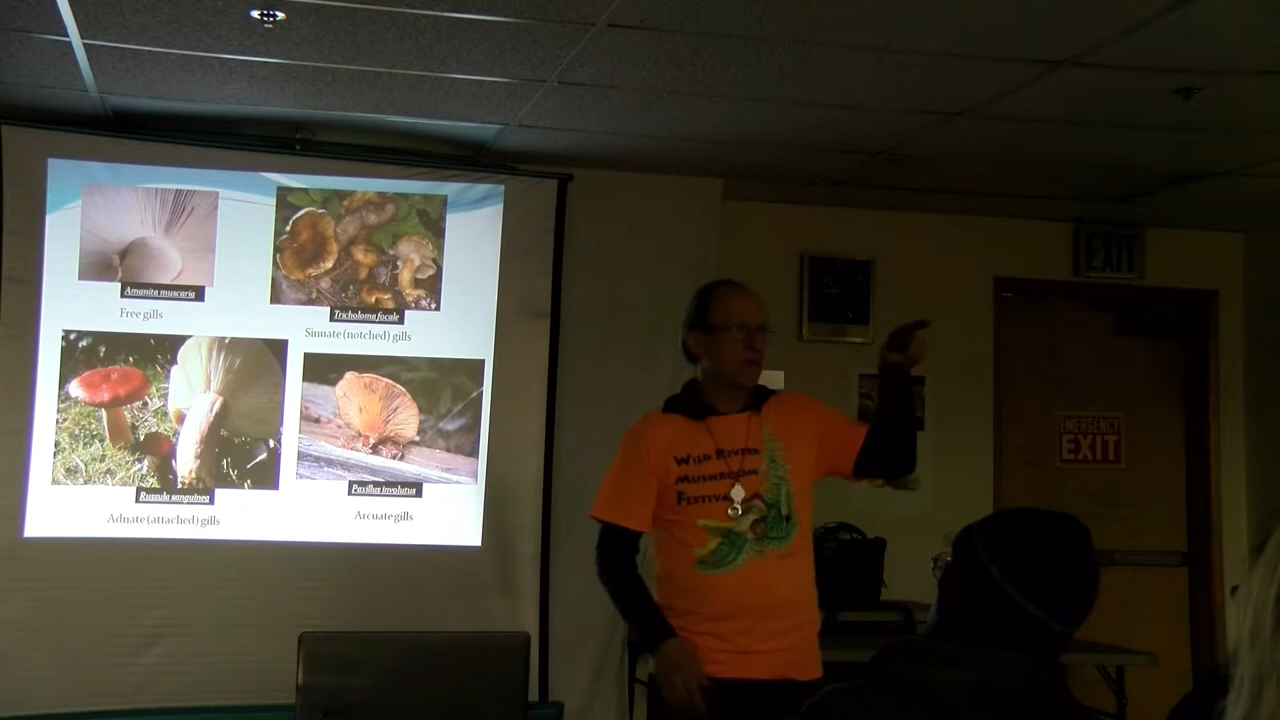 Amanita muscaria
Free gills
Tricholoma focale
Sinuate (notched) gills
Russula sanguinea
Adnate (attached) gills
Paxillus involutus
Arcuate gills
WILD RIVERS
MUSHROOM
FESTIVAL
EXIT
EMERGENCY
EXIT